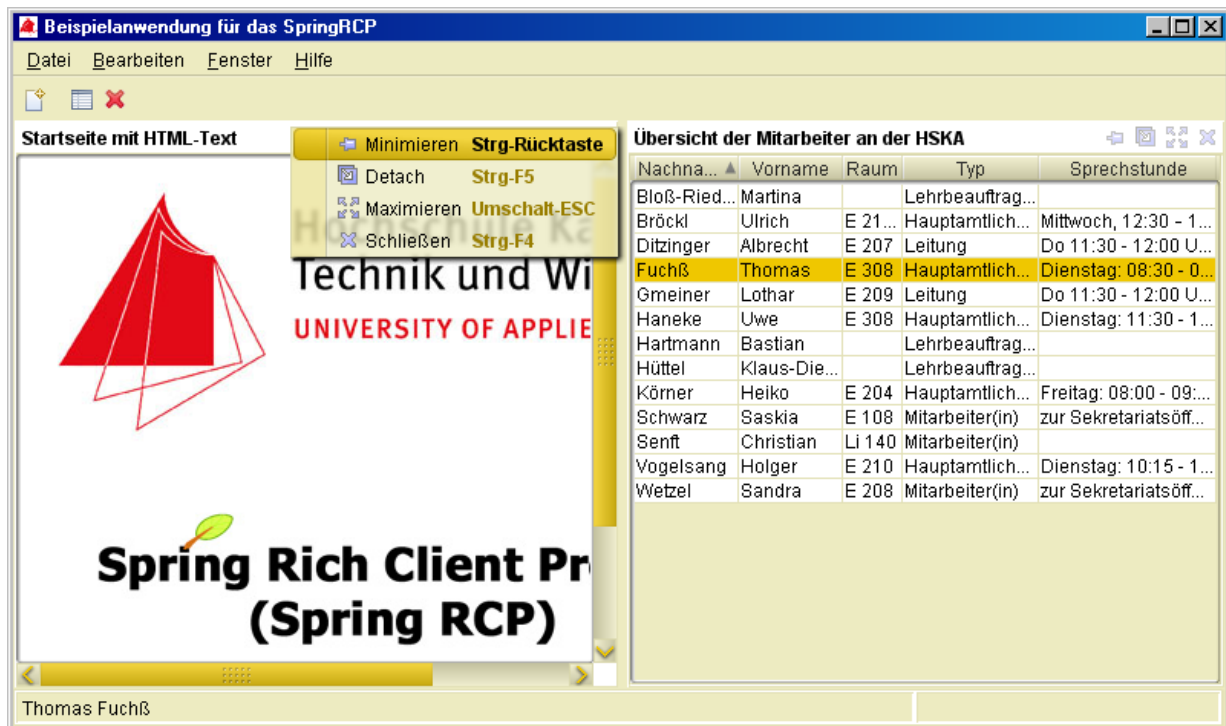 Beispielanwendung für das SpringRCP
Datei Bearbeiten Fenster Hilfe
Startseite mit HTML-Text
Minimieren Strg-Rücktaste
Detach Strg-F5
Maximieren Umschalt-ESC
Schließen Strg-F4
Hochschule Ka
Technik und Wi
UNIVERSITY OF APPLIE
Spring Rich Client Pr
(Spring RCP)
Übersicht der Mitarbeiter an der HSKA
Nachna... Vorname Raum Typ Sprechstunde
Bloß-Ried... Martina Lehrbeauftrag...
Bröckl Ulrich E 21... Hauptamtlich... Mittwoch, 12:30 - 1...
Ditzinger Albrecht E 207 Leitung Do 11:30 - 12:00 U...
Fuchß Thomas E 308 Hauptamtlich... Dienstag: 08:30 - 0...
Gmeiner Lothar E 209 Leitung Do 11:30 - 12:00 U...
Haneke Uwe E 308 Hauptamtlich... Dienstag: 11:30 - 1...
Hartmann Bastian Lehrbeauftrag...
Hüttel Klaus-Die... Lehrbeauftrag...
Körner Heiko E 204 Hauptamtlich... Freitag: 08:00 - 09:...
Schwarz Saskia E 108 Mitarbeiter(in) zur Sekretariatsöff...
Senft Christian Li 140 Mitarbeiter(in)
Vogelsang Holger E 210 Hauptamtlich... Dienstag: 10:15 - 1...
Wetzel Sandra E 208 Mitarbeiter(in) zur Sekretariatsöff...
Thomas Fuchß